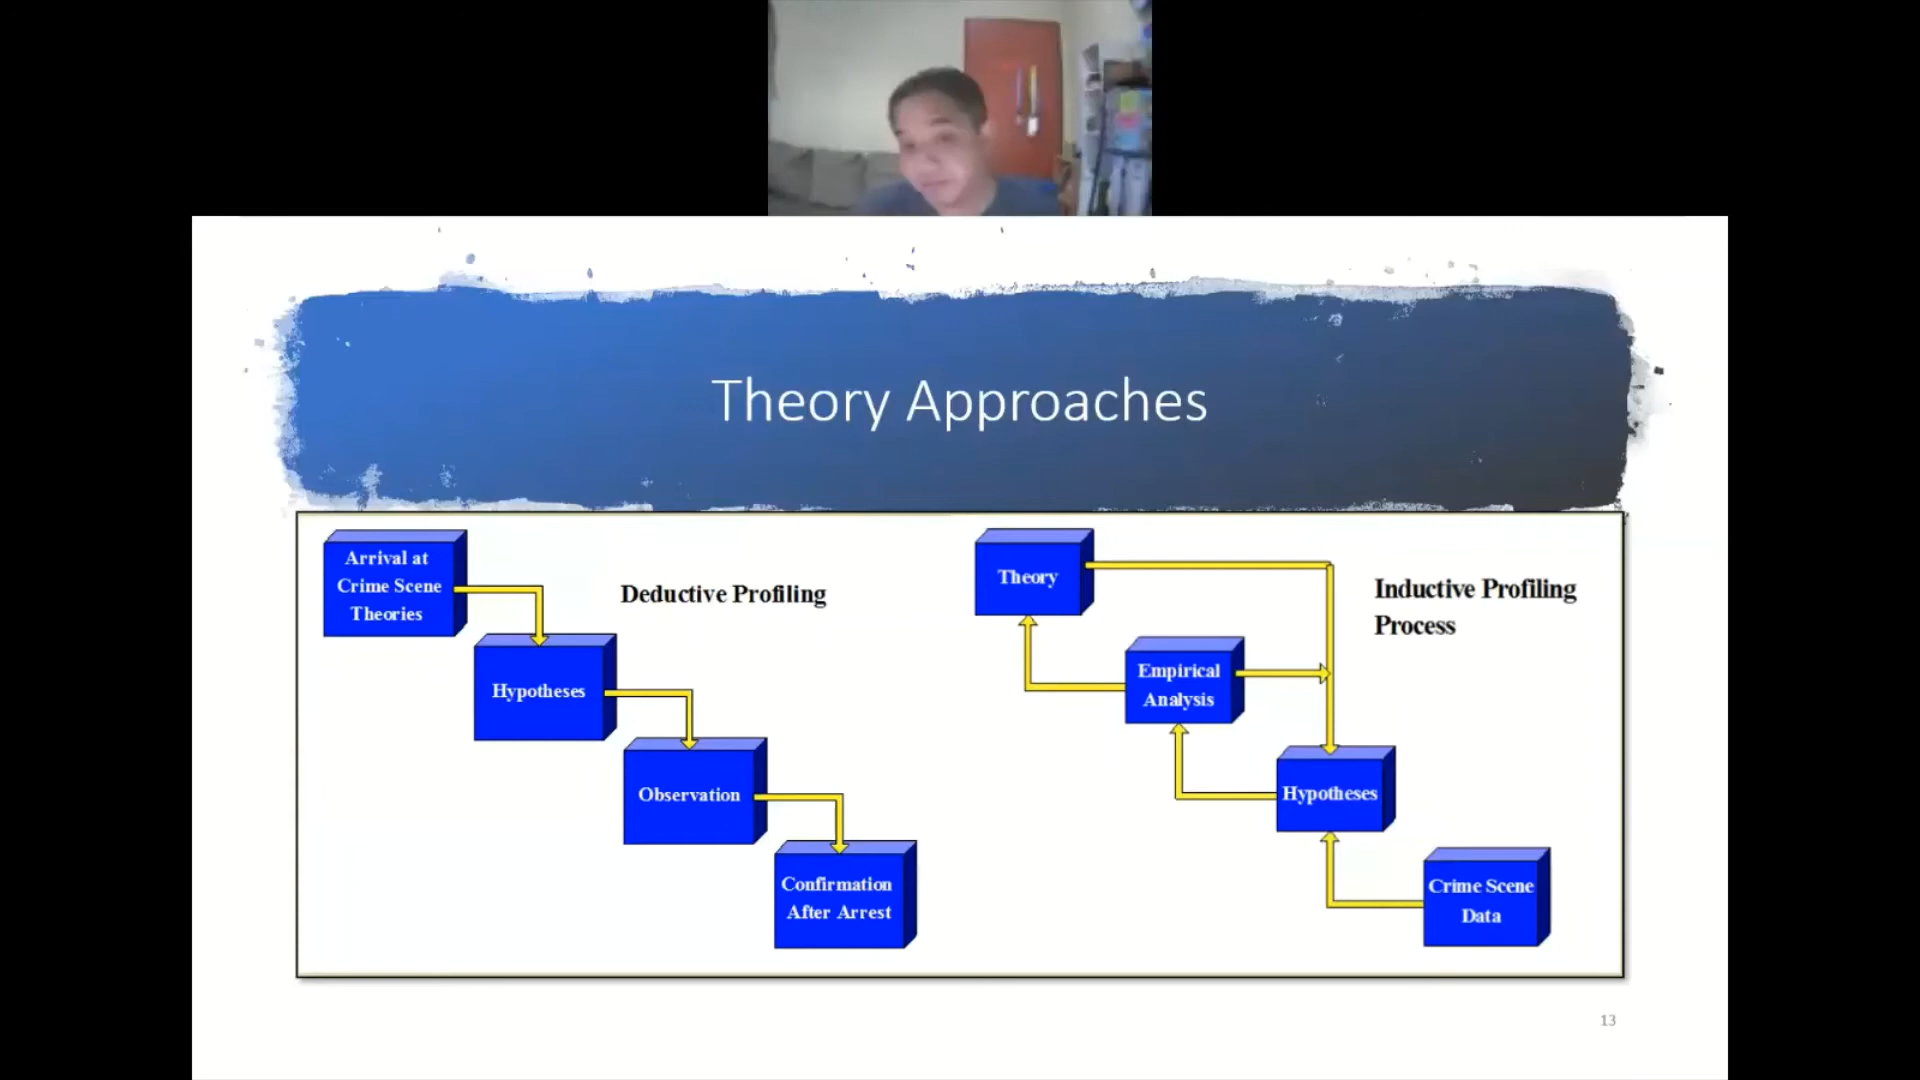 Theory Approaches
Arrival at
Crime Scene
Theories
Deductive Profiling
Hypotheses
Observation
Confirmation
After Arrest
Theory
Inductive Profiling
Process
Empirical
Analysis
Hypotheses
Crime Scene
Data
13